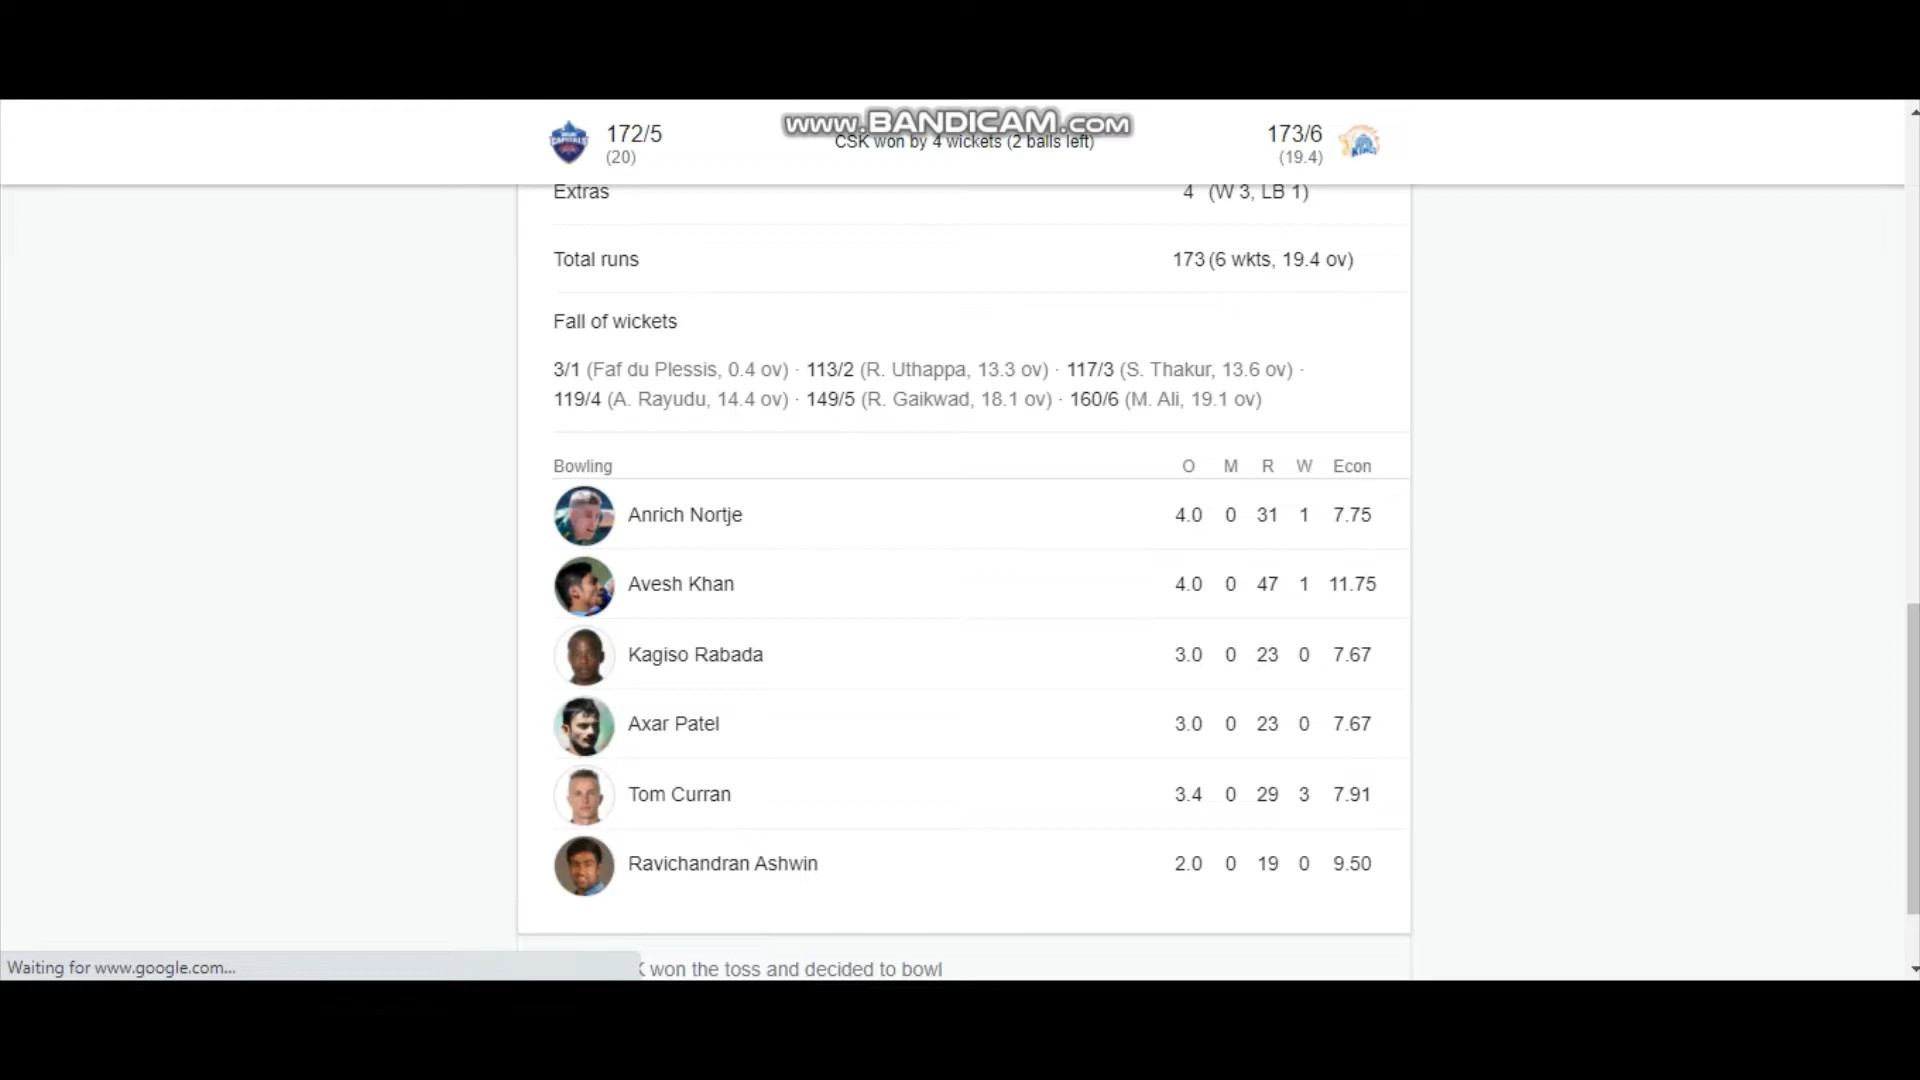 www.BANDICAM.com
172/5
(20)
CSK won by 4 wickets (2 balls left)
173/6
(19.4)
CAPITALS
KINGS
Extras 4 (W 3, LB 1)
Total runs 173 (6 wkts, 19.4 ov)
Fall of wickets
3/1 (Faf du Plessis, 0.4 ov) · 113/2 (R. Uthappa, 13.3 ov) · 117/3 (S. Thakur, 13.6 ov) ·
119/4 (A. Rayudu, 14.4 ov) · 149/5 (R. Gaikwad, 18.1 ov) · 160/6 (M. Ali, 19.1 ov)
Bowling O M R W Econ
Anrich Nortje 4.0 0 31 1 7.75
Avesh Khan 4.0 0 47 1 11.75
Kagiso Rabada 3.0 0 23 0 7.67
Axar Patel 3.0 0 23 0 7.67
Tom Curran 3.4 0 29 3 7.91
Ravichandran Ashwin 2.0 0 19 0 9.50
Waiting for www.google.com...
K won the toss and decided to bowl